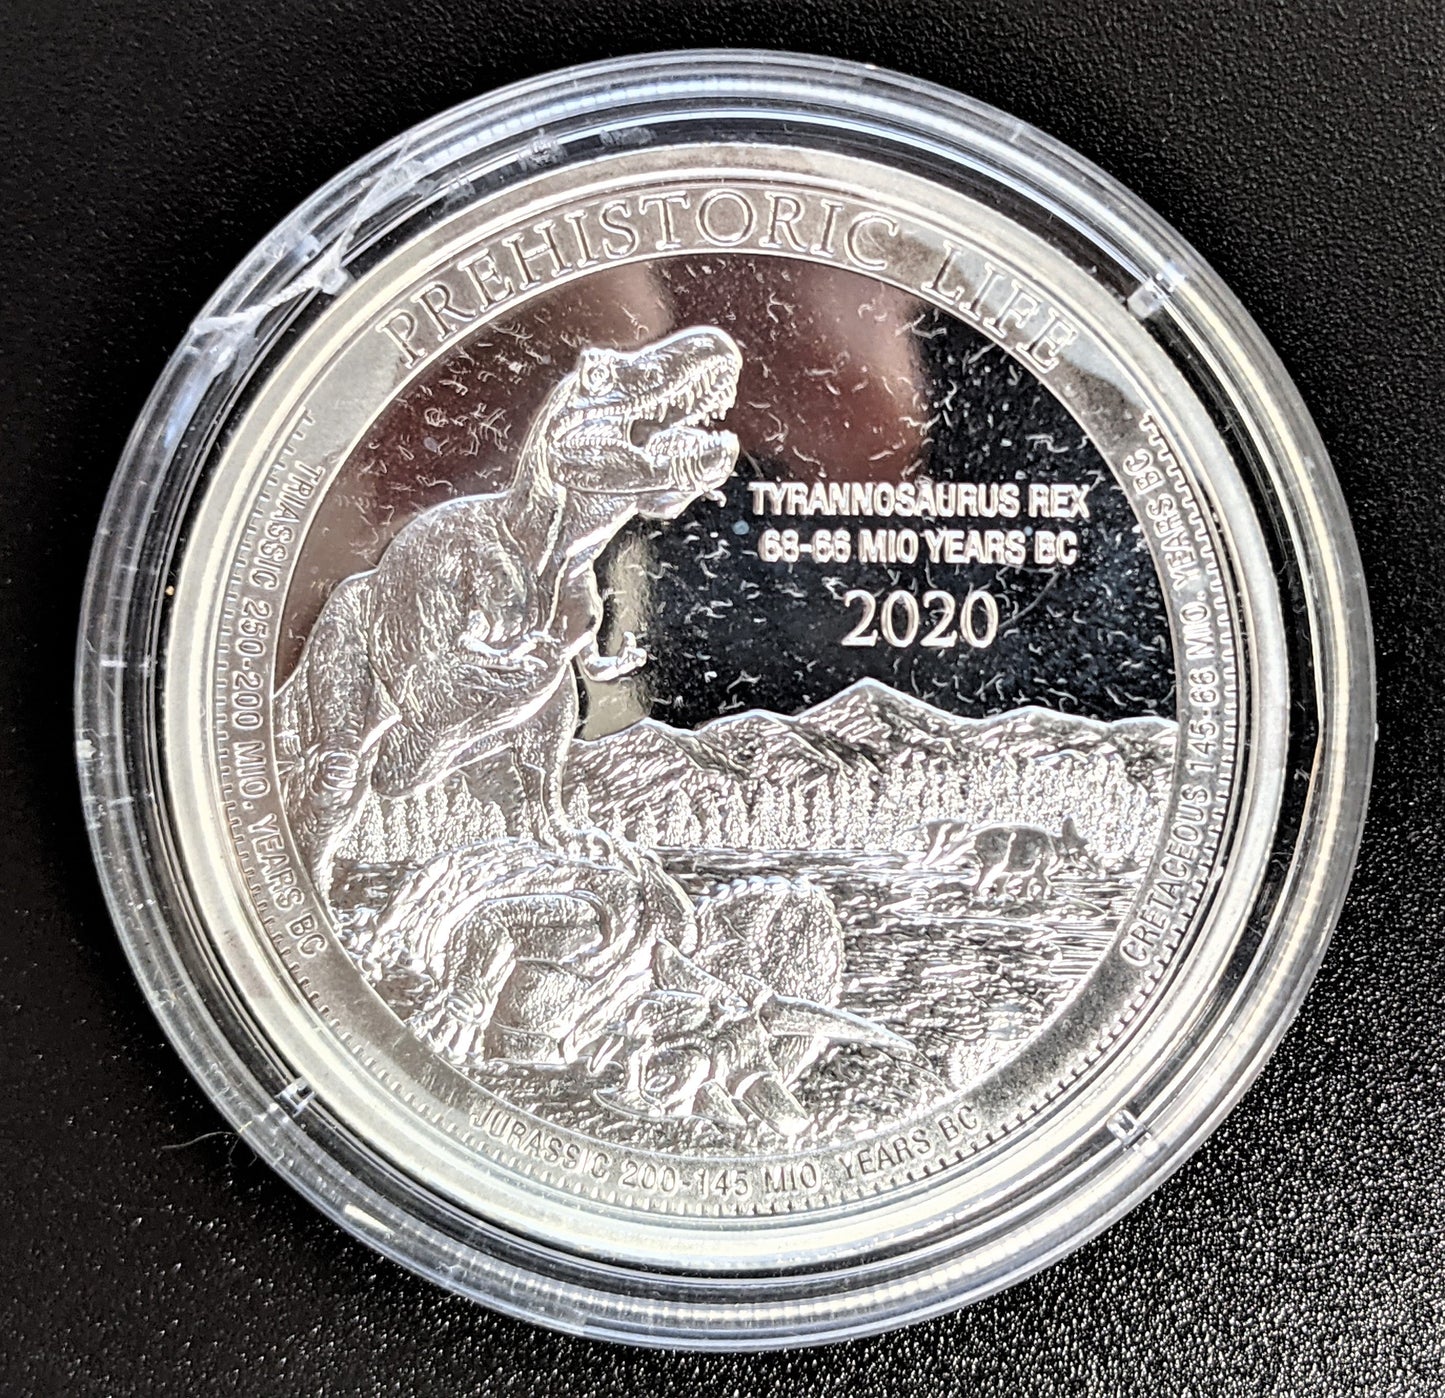 PREHISTORIC LIFE
TYRANNOSAURUS REX
68-66 MIO YEARS BC
2020
TRIASSIC 250-200 MIO. YEARS BC
JURASSIC 200-145 MIO. YEARS BC
CRETACEOUS 145-66 MIO. YEARS BC